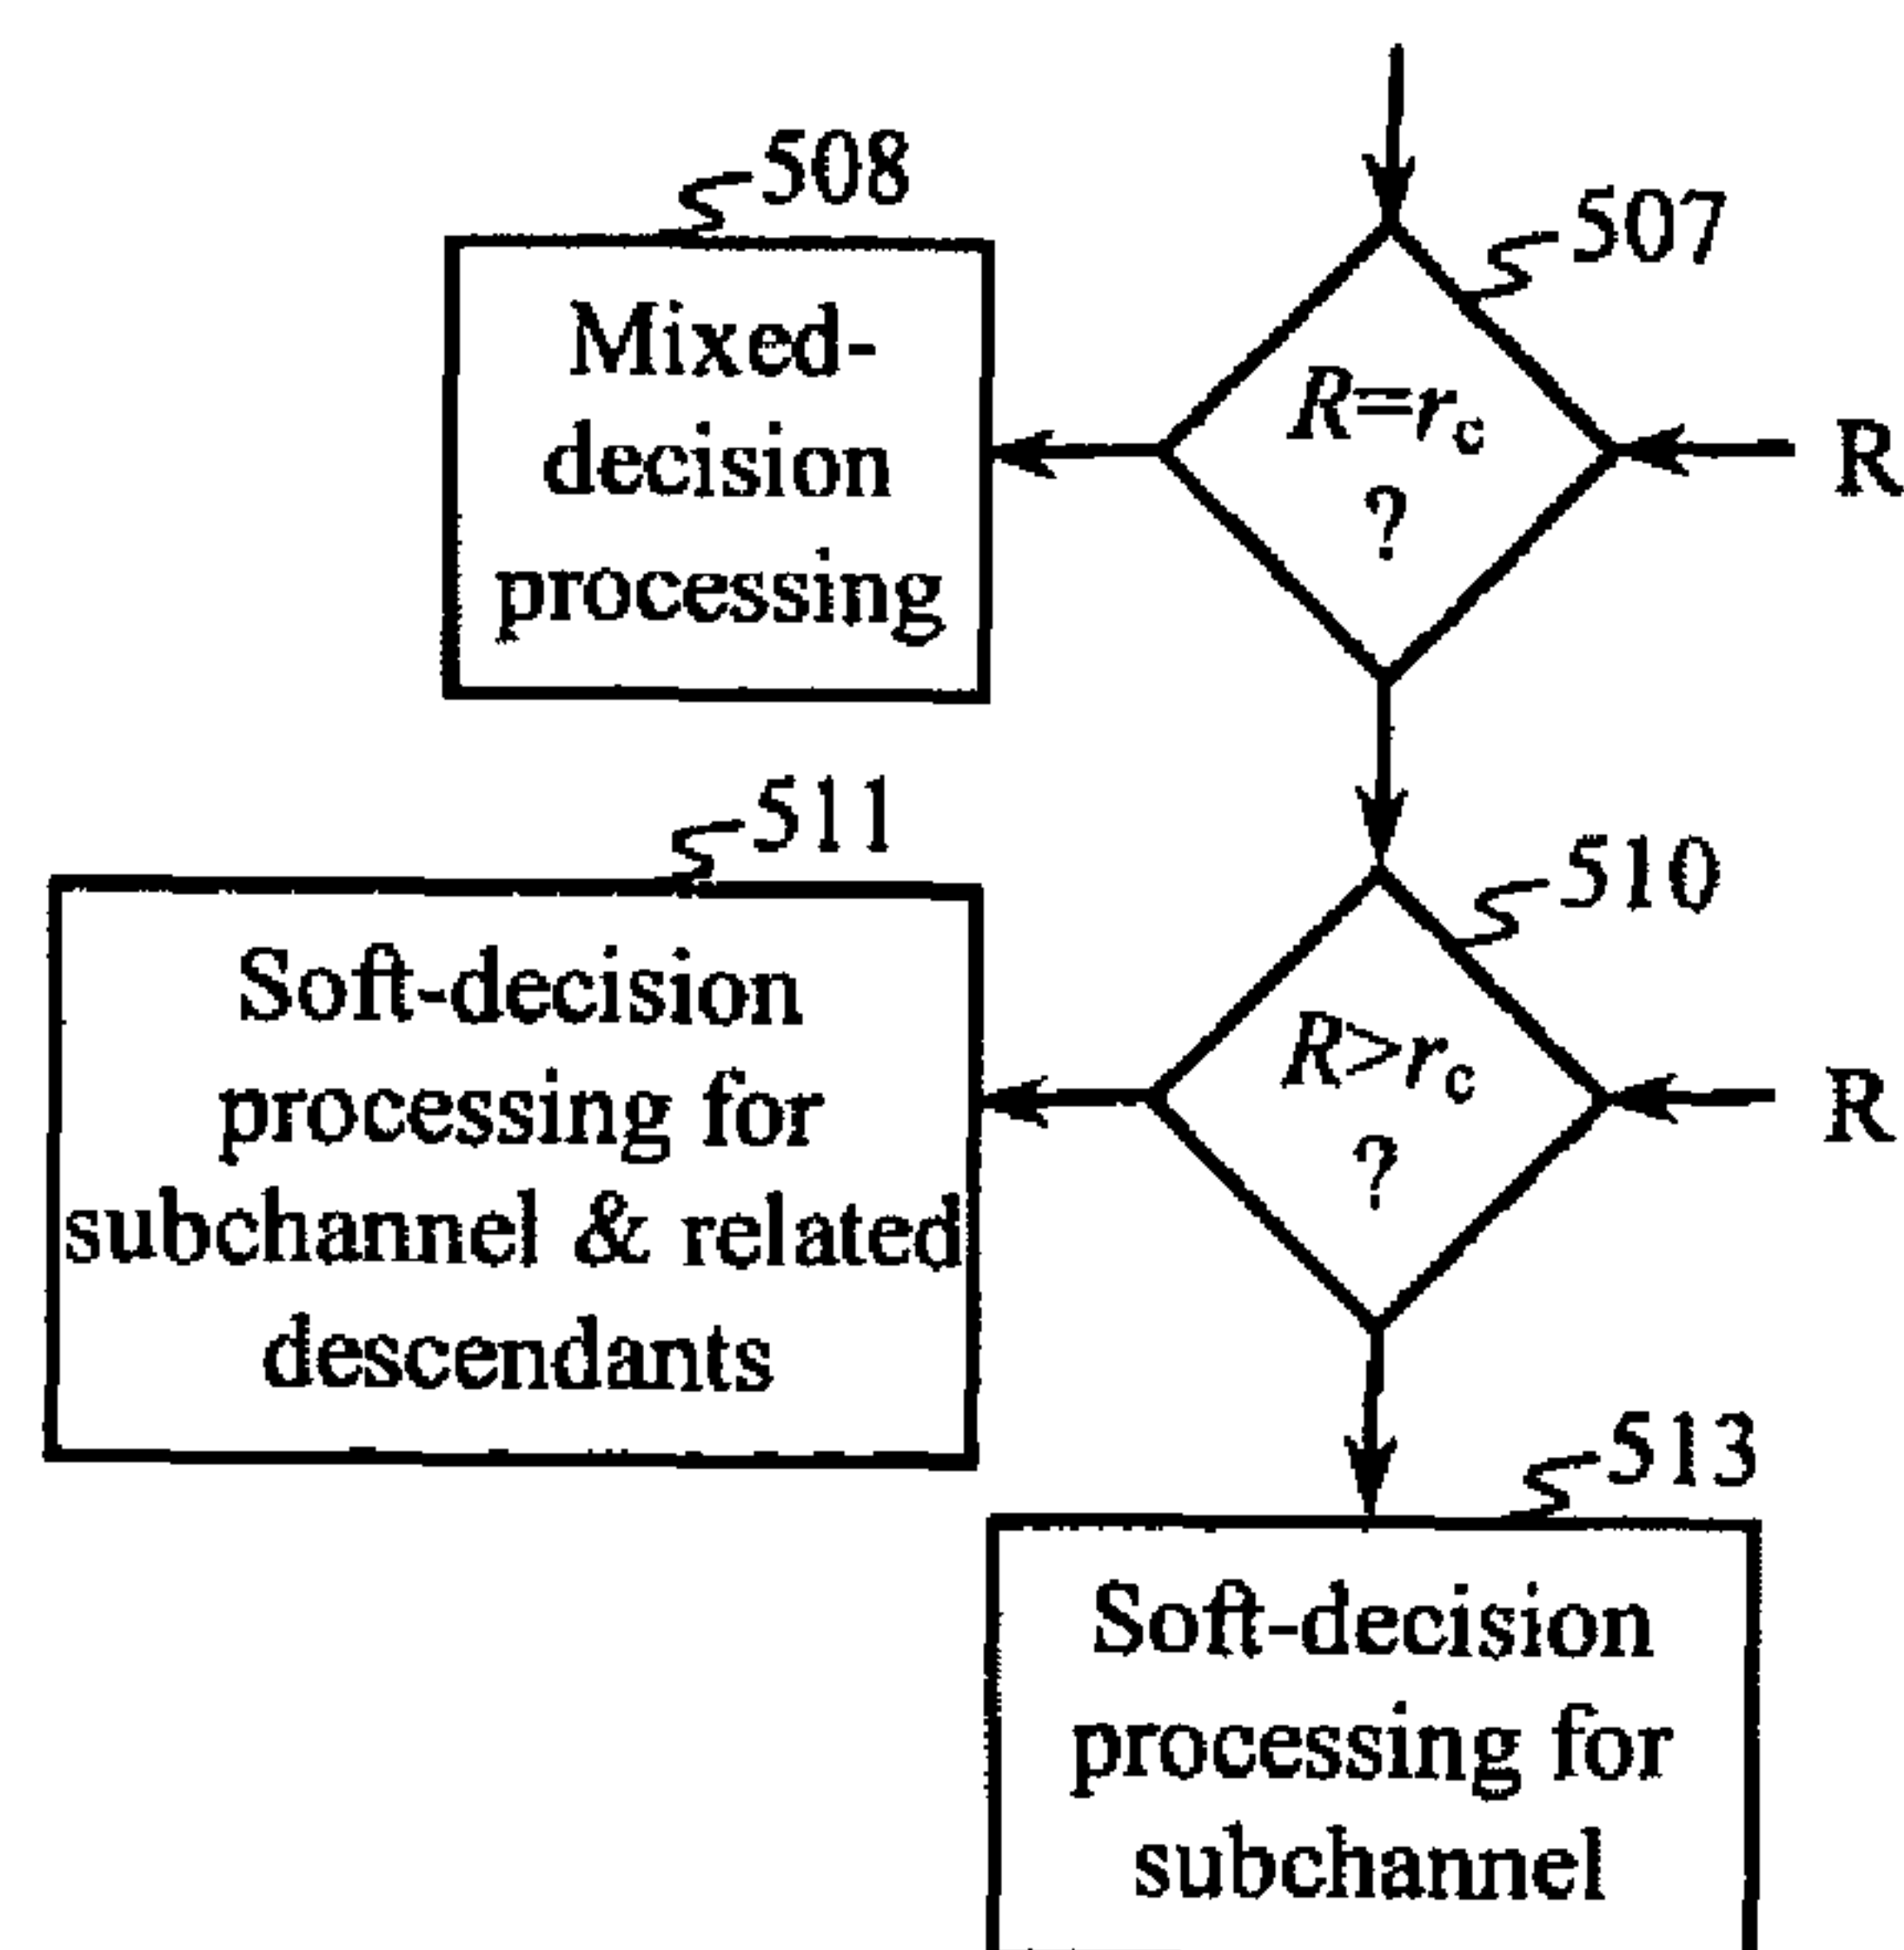 508
507
Mixed-
decision
processing
R=rc
?
R
511
510
Soft-decision
processing for
subchannel & related
descendants
R>rc
?
R
513
Soft-decision
processing for
subchannel